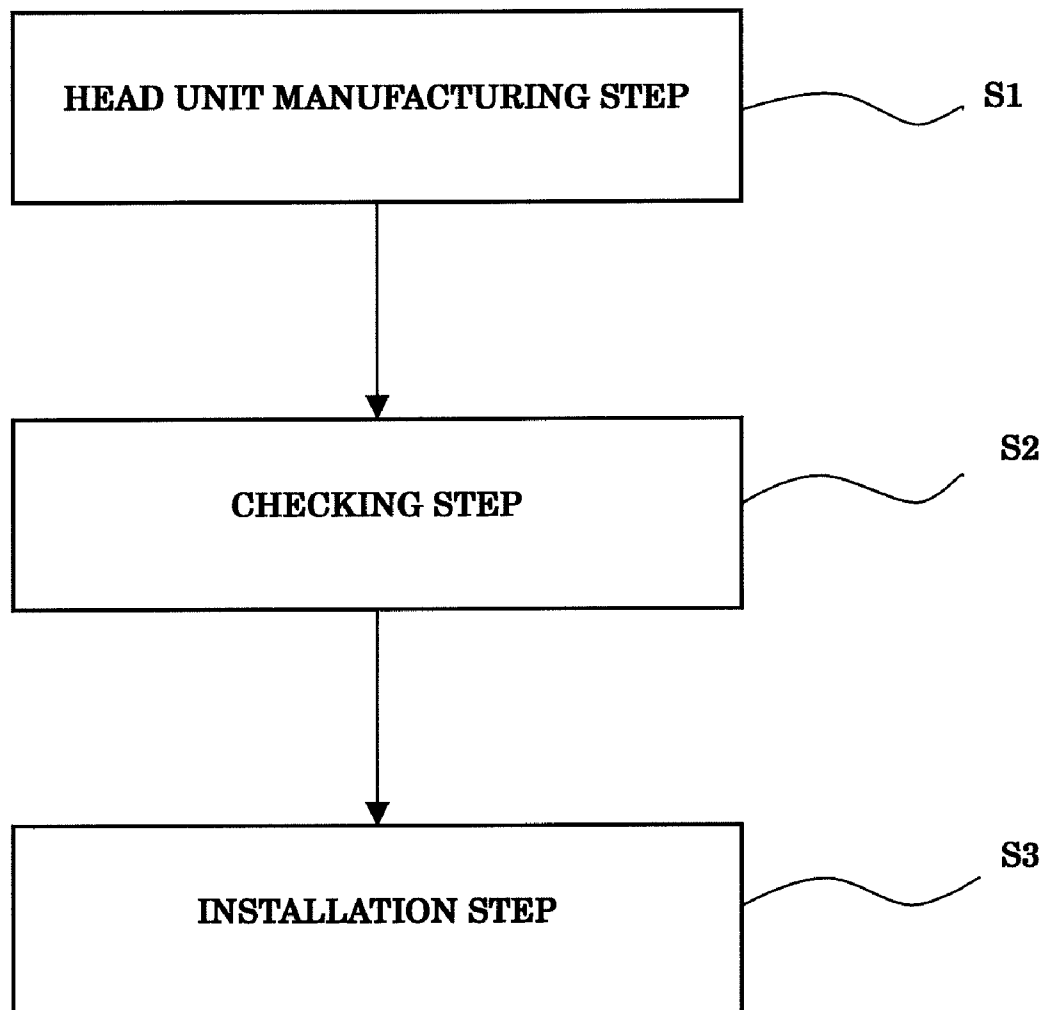 HEAD UNIT MANUFACTURING STEP
S1
CHECKING STEP
S2
INSTALLATION STEP
S3